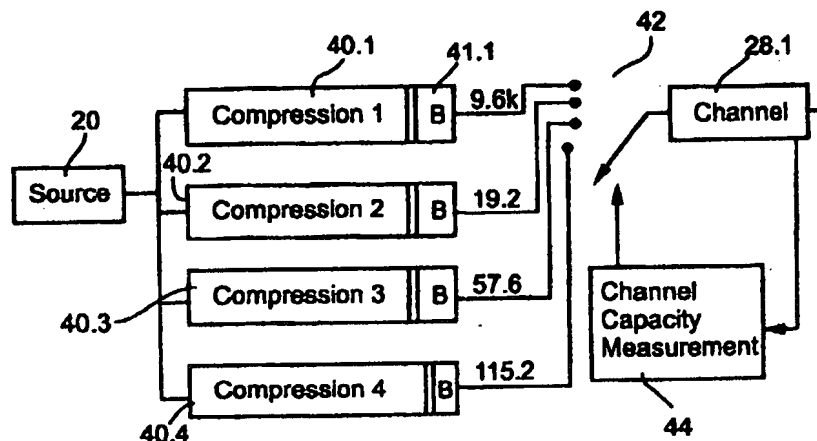 42
40.1
41.1
28.1
Compression 1
B
9.6k
Channel
20
40.2
Source
Compression 2
B
19.2
Compression 3
B
57.6
40.3
Channel
Capacity
Measurement
Compression 4
B
115.2
40.4
44